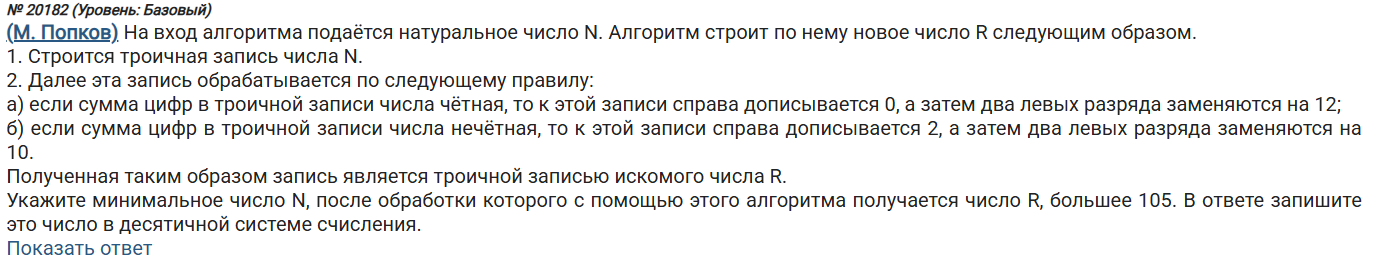 № 20182 (Уровень: Базовый)
(М. Попков) На вход алгоритма подаётся натуральное число N. Алгоритм строит по нему новое число R следующим образом.
1. Строится троичная запись числа N.
2. Далее эта запись обрабатывается по следующему правилу:
а) если сумма цифр в троичной записи числа чётная, то к этой записи справа дописывается 0, а затем два левых разряда заменяются на 12;
б) если сумма цифр в троичной записи числа нечётная, то к этой записи справа дописывается 2, а затем два левых разряда заменяются на
10.
Полученная таким образом запись является троичной записью искомого числа R.
Укажите минимальное число N, после обработки которого с помощью этого алгоритма получается число R, большее 105. В ответе запишите
это число в десятичной системе счисления.
Показать ответ